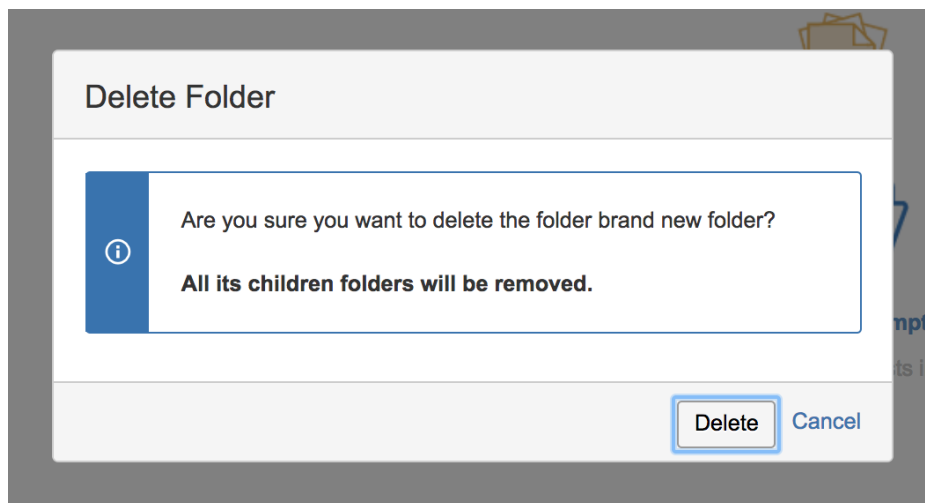 Delete Folder
Are you sure you want to delete the folder brand new folder?
All its children folders will be removed.
Delete
Cancel